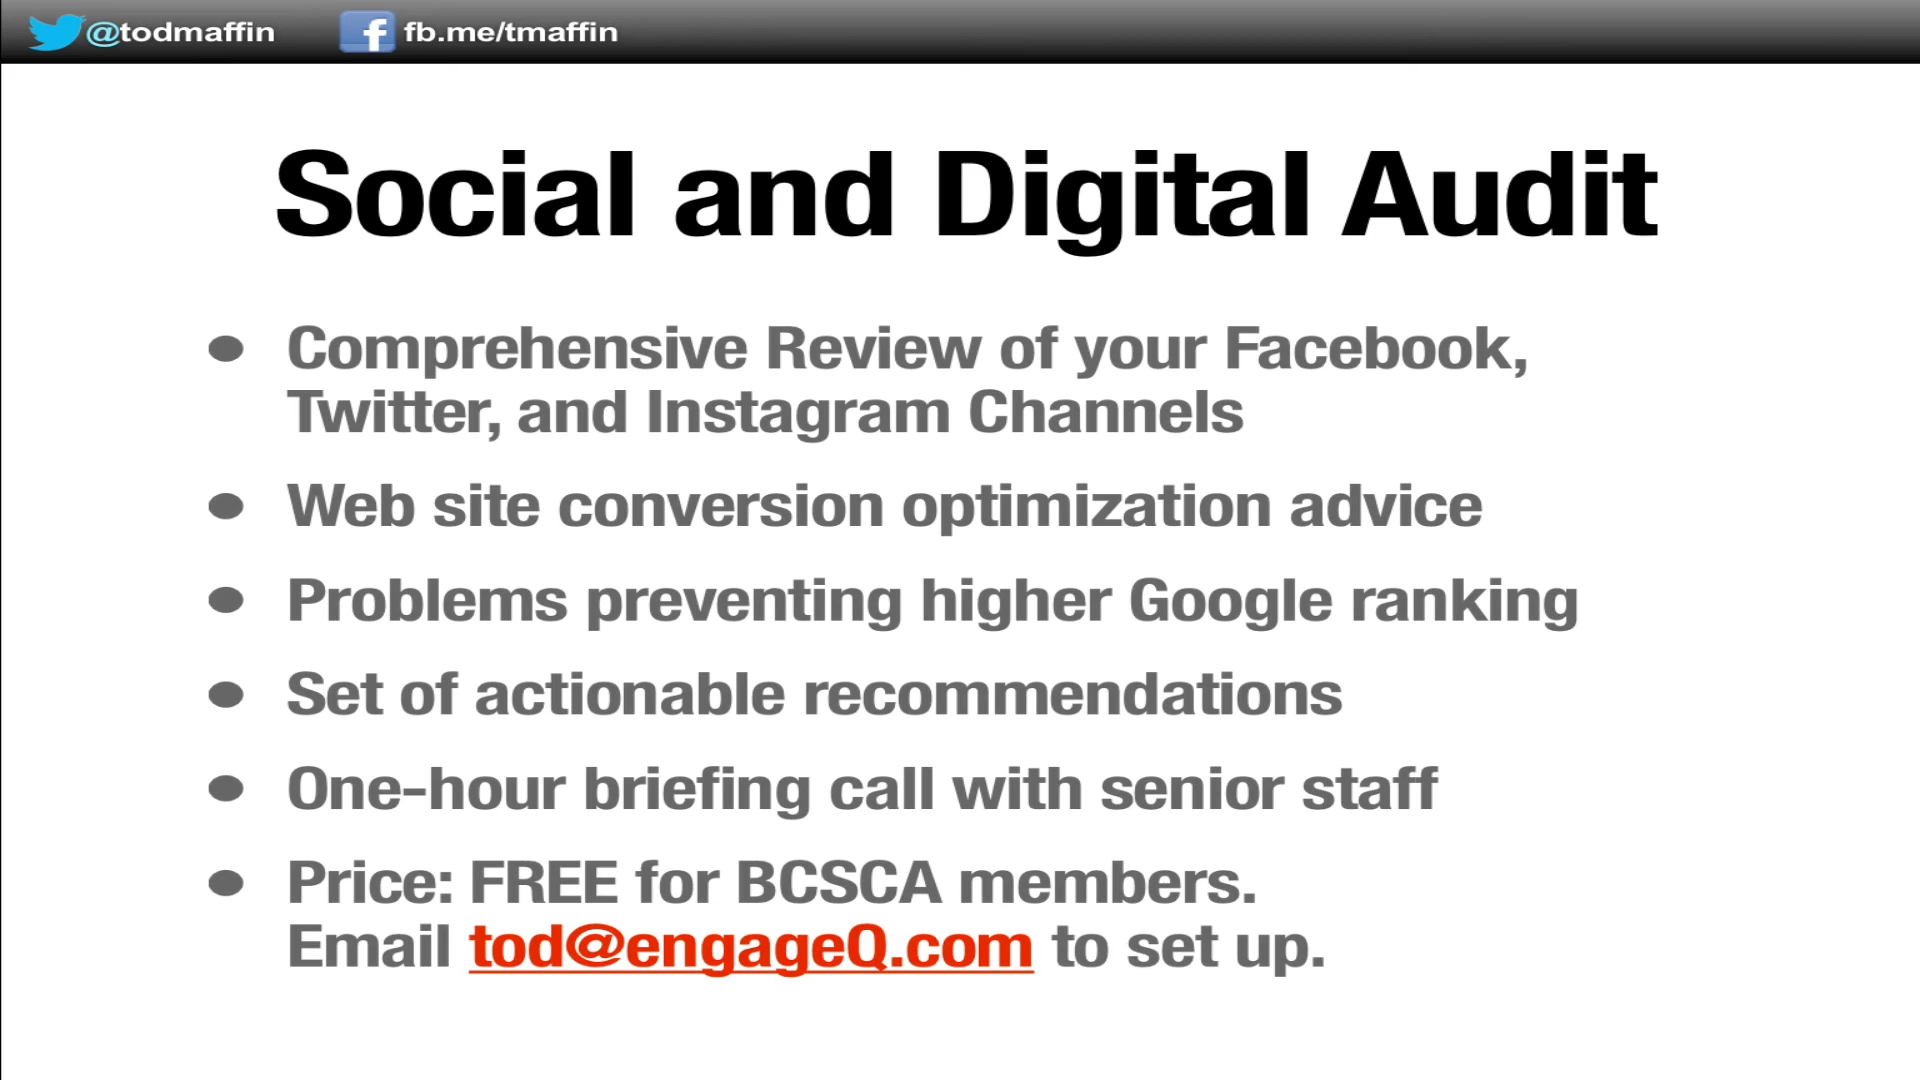 @todmaffin fb.me/tmaffin
Social and Digital Audit
• Comprehensive Review of your Facebook,
Twitter, and Instagram Channels
• Web site conversion optimization advice
• Problems preventing higher Google ranking
• Set of actionable recommendations
• One-hour briefing call with senior staff
• Price: FREE for BCSCA members.
Email tod@engageQ.com to set up.